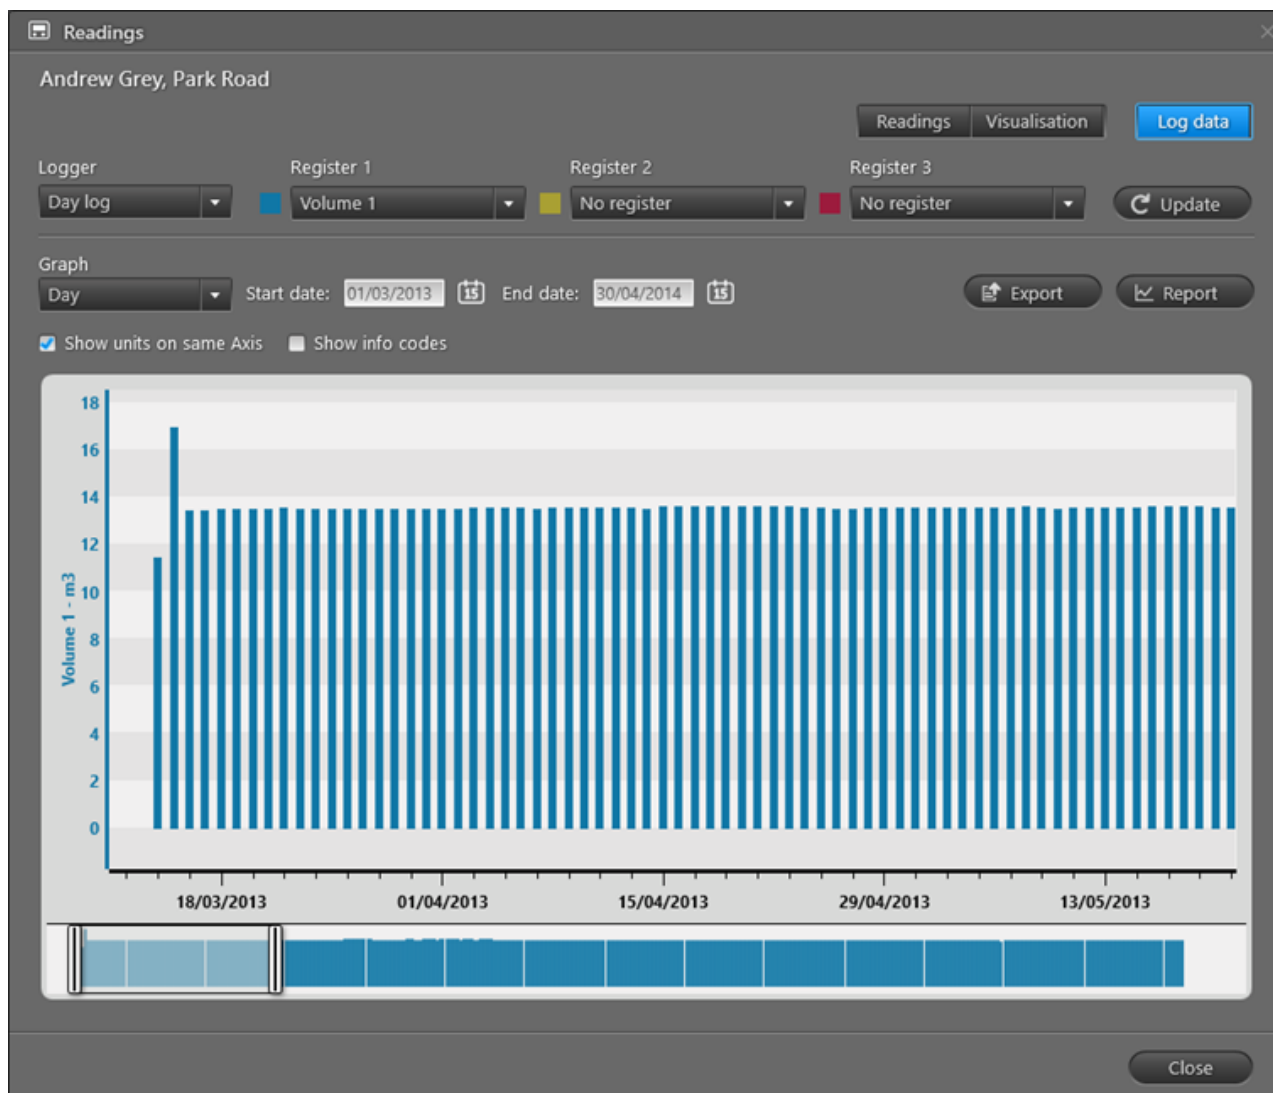 Readings
Andrew Grey, Park Road
Readings Visualisation Log data
Logger Register 1 Register 2 Register 3
Day log Volume 1 No register No register Update
Graph
Day Start date: 01/03/2013 15 End date: 30/04/2014 15 Export Report
Show units on same Axis Show info codes
18
16
14
12
10
8
6
4
2
0
Volume 1 - m3
18/03/2013 01/04/2013 15/04/2013 29/04/2013 13/05/2013
Close